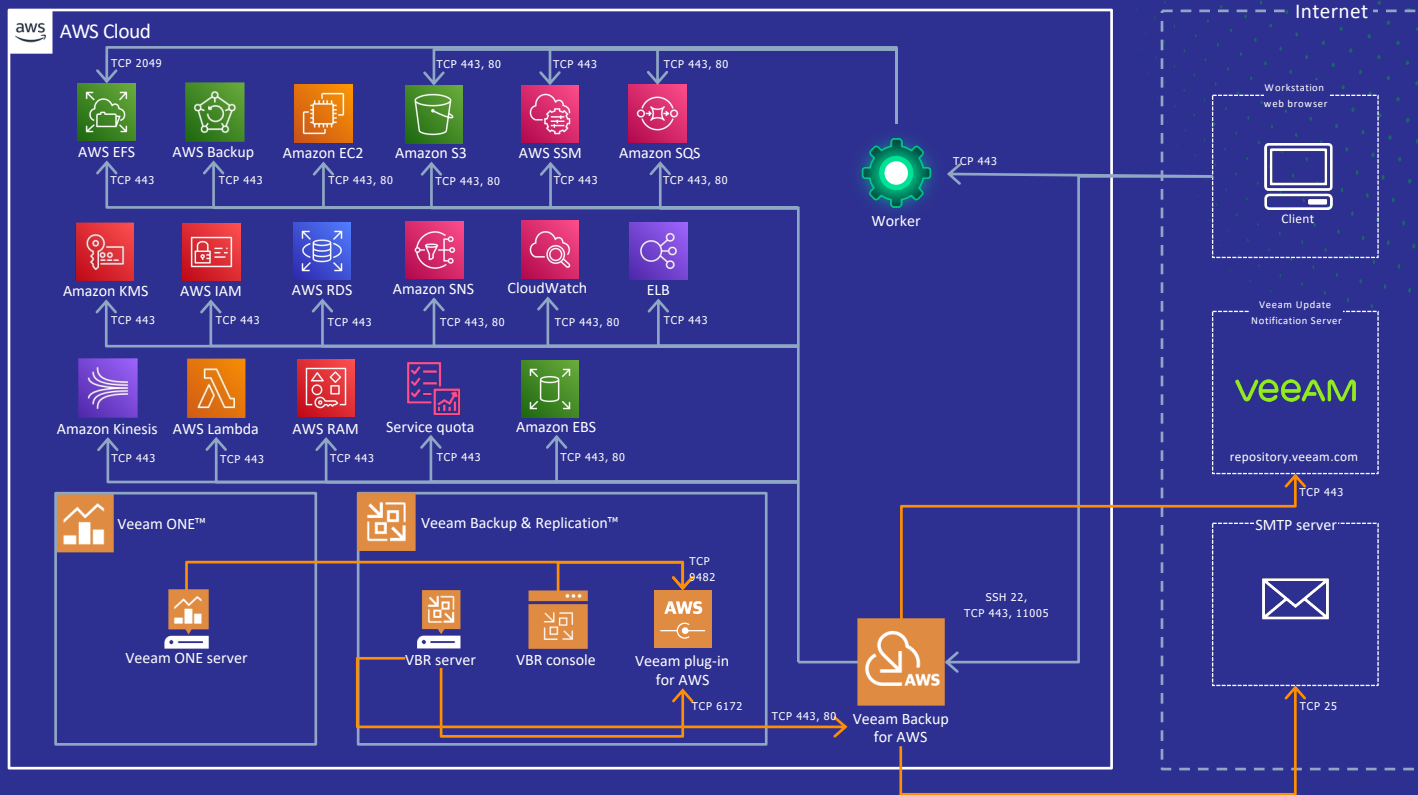 Internet
aws
AWS Cloud
TCP 2049
TCP 443, 80
TCP 443
TCP 443, 80
Workstation
web browser
AWS EFS
AWS Backup
Amazon EC2
Amazon S3
AWS SSM
Amazon SQS
TCP 443
TCP 443
TCP 443
TCP 443, 80
TCP 443, 80
TCP 443
TCP 443, 80
Worker
Client
Amazon KMS
AWS IAM
AWS RDS
Amazon SNS
CloudWatch
ELB
TCP 443
TCP 443
TCP 443
TCP 443, 80
TCP 443, 80
TCP 443
Veeam Update
Notification Server
veeAM
repository.veeam.com
Amazon Kinesis
AWS Lambda
AWS RAM
Service quota
Amazon EBS
TCP 443
TCP 443
TCP 443
TCP 443
TCP 443, 80
TCP 443
Veeam ONE™
Veeam Backup & Replication™
SMTP server
TCP
9482
AWS
SSH 22,
TCP 443, 11005
Veeam ONE server
VBR server
VBR console
Veeam plug-in
for AWS
AWS
TCP 6172
TCP 443, 80
Veeam Backup
for AWS
TCP 25